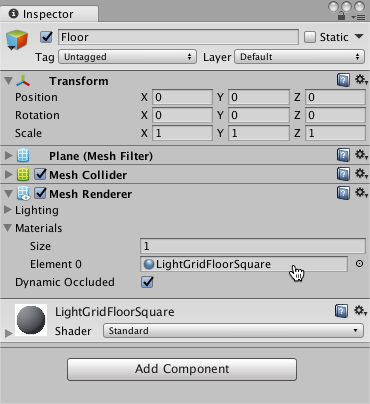 Inspector
Floor Static
Tag Untagged Layer Default
Transform
Position X 0 Y 0 Z 0
Rotation X 0 Y 0 Z 0
Scale X 1 Y 1 Z 1
Plane (Mesh Filter)
Mesh Collider
Mesh Renderer
Lighting
Materials
Size 1
Element 0 LightGridFloorSquare
Dynamic Occluded
LightGridFloorSquare
Shader Standard
Add Component